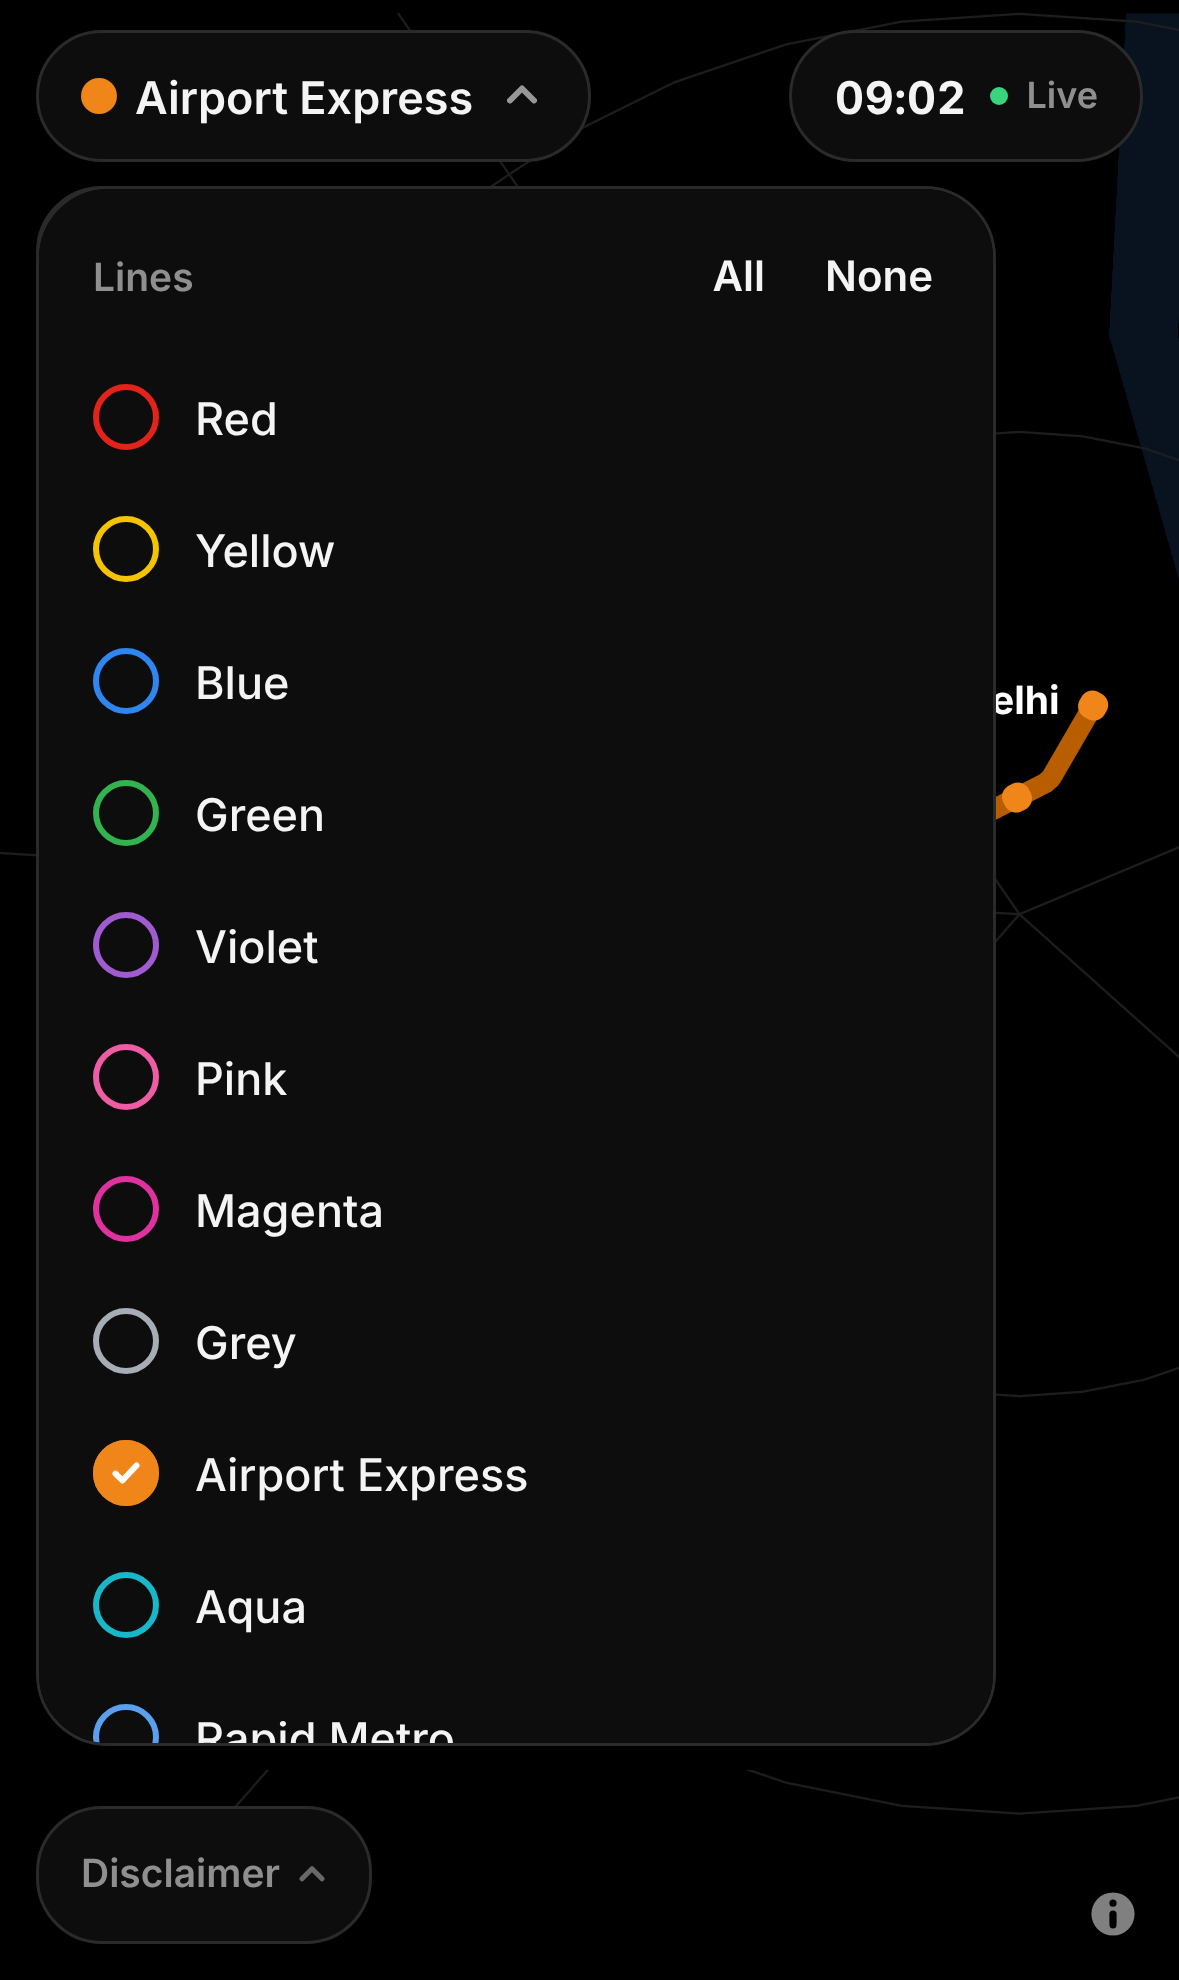 Airport Express
09:02 Live
Lines All None
Red
Yellow
Blue
elhi
Green
Violet
Pink
Magenta
Grey
Airport Express
Aqua
Rapid Metro
Disclaimer